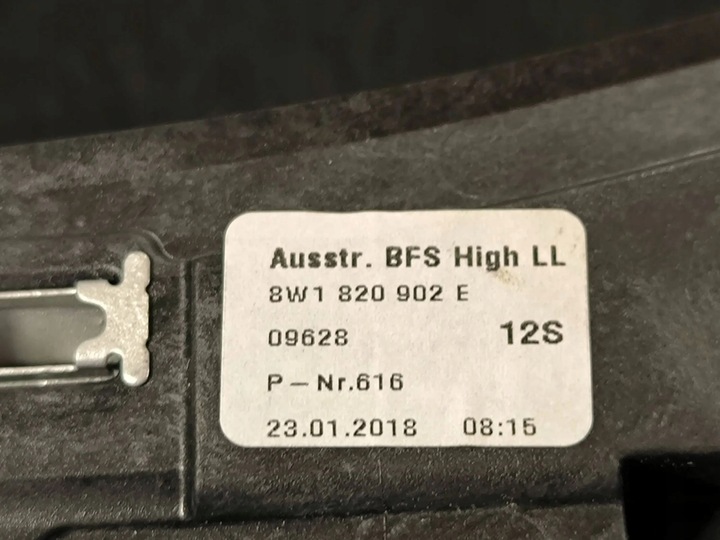 Ausstr. BFS High LL
8W1 820 902 E
09628 12S
P – Nr.616
23.01.2018 08:15